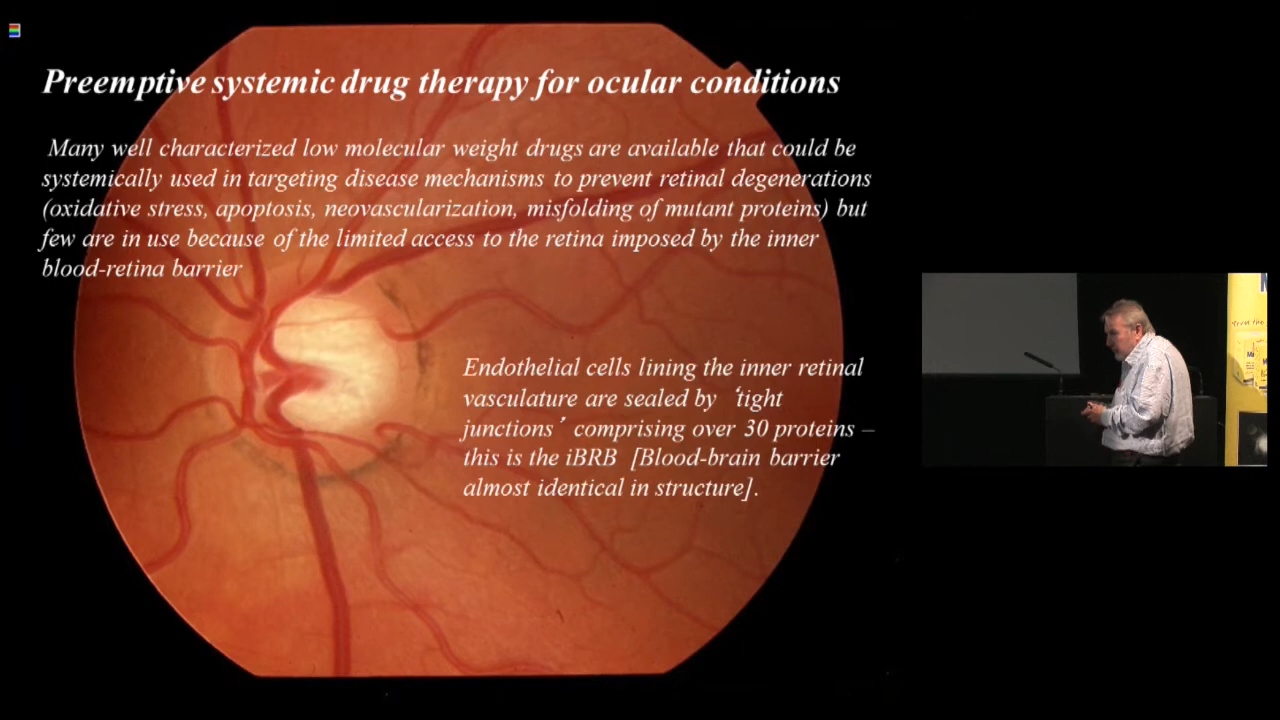 Preemptive systemic drug therapy for ocular conditions
Many well characterized low molecular weight drugs are available that could be
systemically used in targeting disease mechanisms to prevent retinal degenerations
(oxidative stress, apoptosis, neovascularization, misfolding of mutant proteins) but
few are in use because of the limited access to the retina imposed by the inner
blood-retina barrier
Endothelial cells lining the inner retinal
vasculature are sealed by ‘tight
junctions’ comprising over 30 proteins –
this is the iBRB [Blood-brain barrier
almost identical in structure].